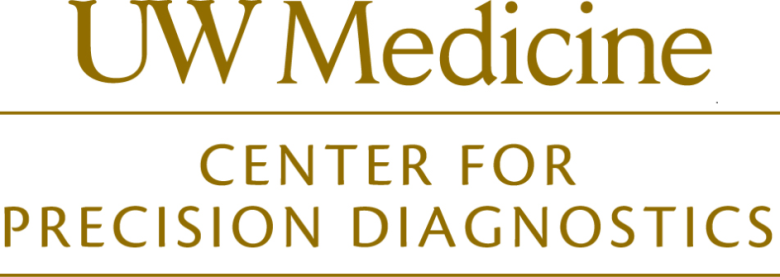 UW Medicine
CENTER FOR
PRECISION DIAGNOSTICS